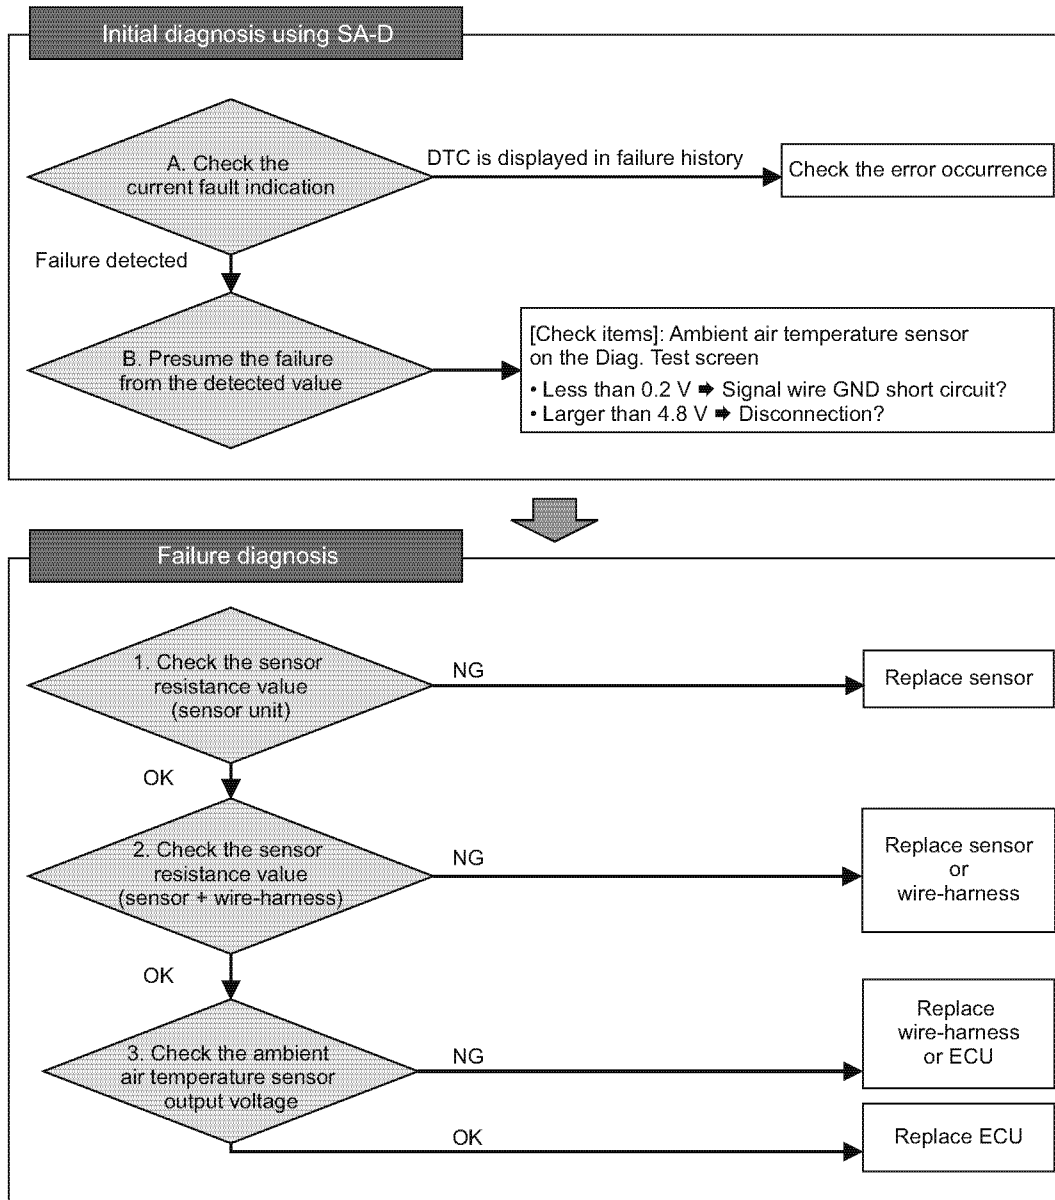 Initial diagnosis using SA-D
A. Check the
current fault indication
DTC is displayed in failure history
Check the error occurrence
Failure detected
B. Presume the failure
from the detected value
[Check items]: Ambient air temperature sensor
on the Diag. Test screen
• Less than 0.2 V ➡ Signal wire GND short circuit?
• Larger than 4.8 V ➡ Disconnection?
Failure diagnosis
1. Check the sensor
resistance value
(sensor unit)
NG
Replace sensor
OK
2. Check the sensor
resistance value
(sensor + wire-harness)
NG
Replace sensor
or
wire-harness
OK
3. Check the ambient
air temperature sensor
output voltage
NG
Replace
wire-harness
or ECU
OK
Replace ECU